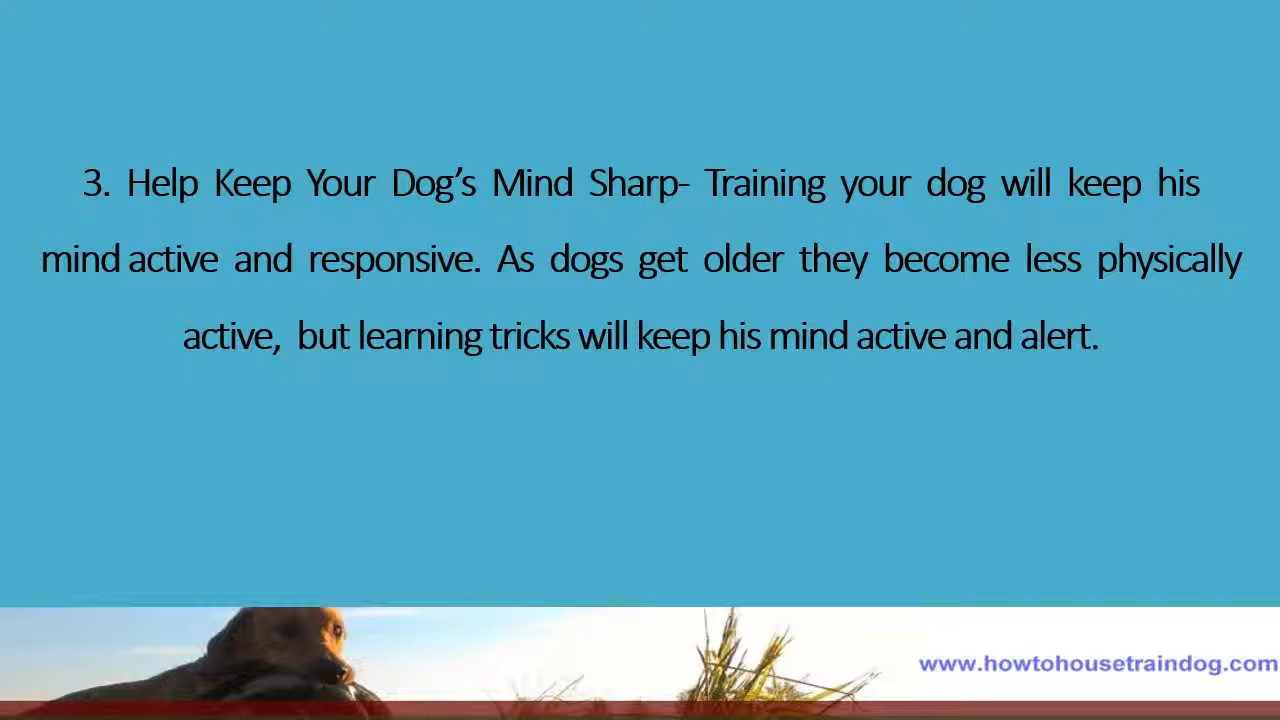 3. Help Keep Your Dog’s Mind Sharp- Training your dog will keep his
mind active and responsive. As dogs get older they become less physically
active, but learning tricks will keep his mind active and alert.
www.howtohousetraindog.com